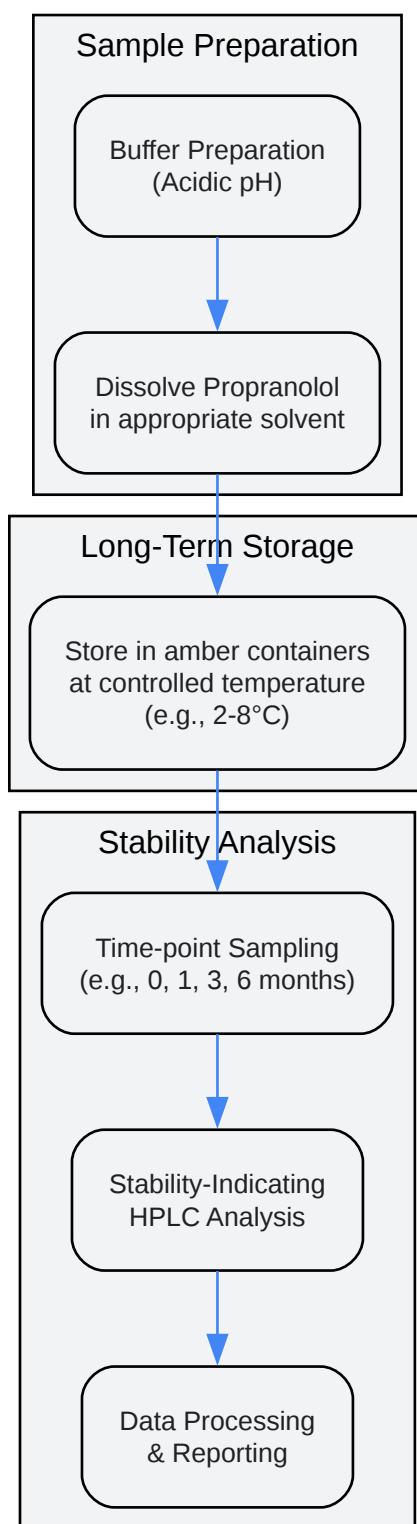 Sample Preparation
Buffer Preparation
(Acidic pH)
Dissolve Propranolol
in appropriate solvent
Long-Term Storage
Store in amber containers
at controlled temperature
(e.g., 2-8°C)
Stability Analysis
Time-point Sampling
(e.g., 0, 1, 3, 6 months)
Stability-Indicating
HPLC Analysis
Data Processing
& Reporting